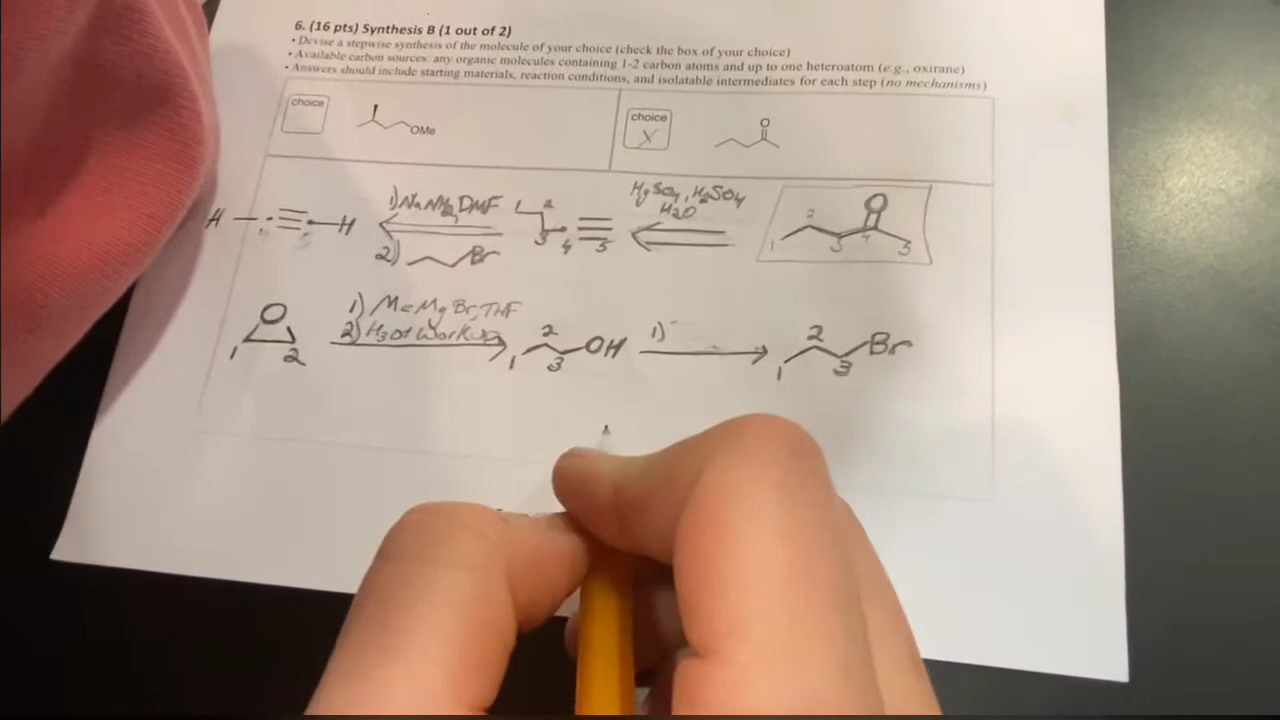 6. (16 pts) Synthesis B (1 out of 2)
• Devise a stepwise synthesis of the molecule of your choice (check the box of your choice)
• Available carbon sources: any organic molecules containing 1-2 carbon atoms and up to one heteroatom (e.g., oxirane)
• Answers should include starting materials, reaction conditions, and isolatable intermediates for each step (no mechanisms)
choice
OMe
choice
X
O
HgSO4, H2SO4
H2O
1) NaNH2 DMF
2) Br
H H
1 2 3 4 5
O
1 2 3 4 5
O
1 2
1) MeMgBr, THF
2) H3O+ Workup
1 2 3 OH
1)
1 2 3 Br